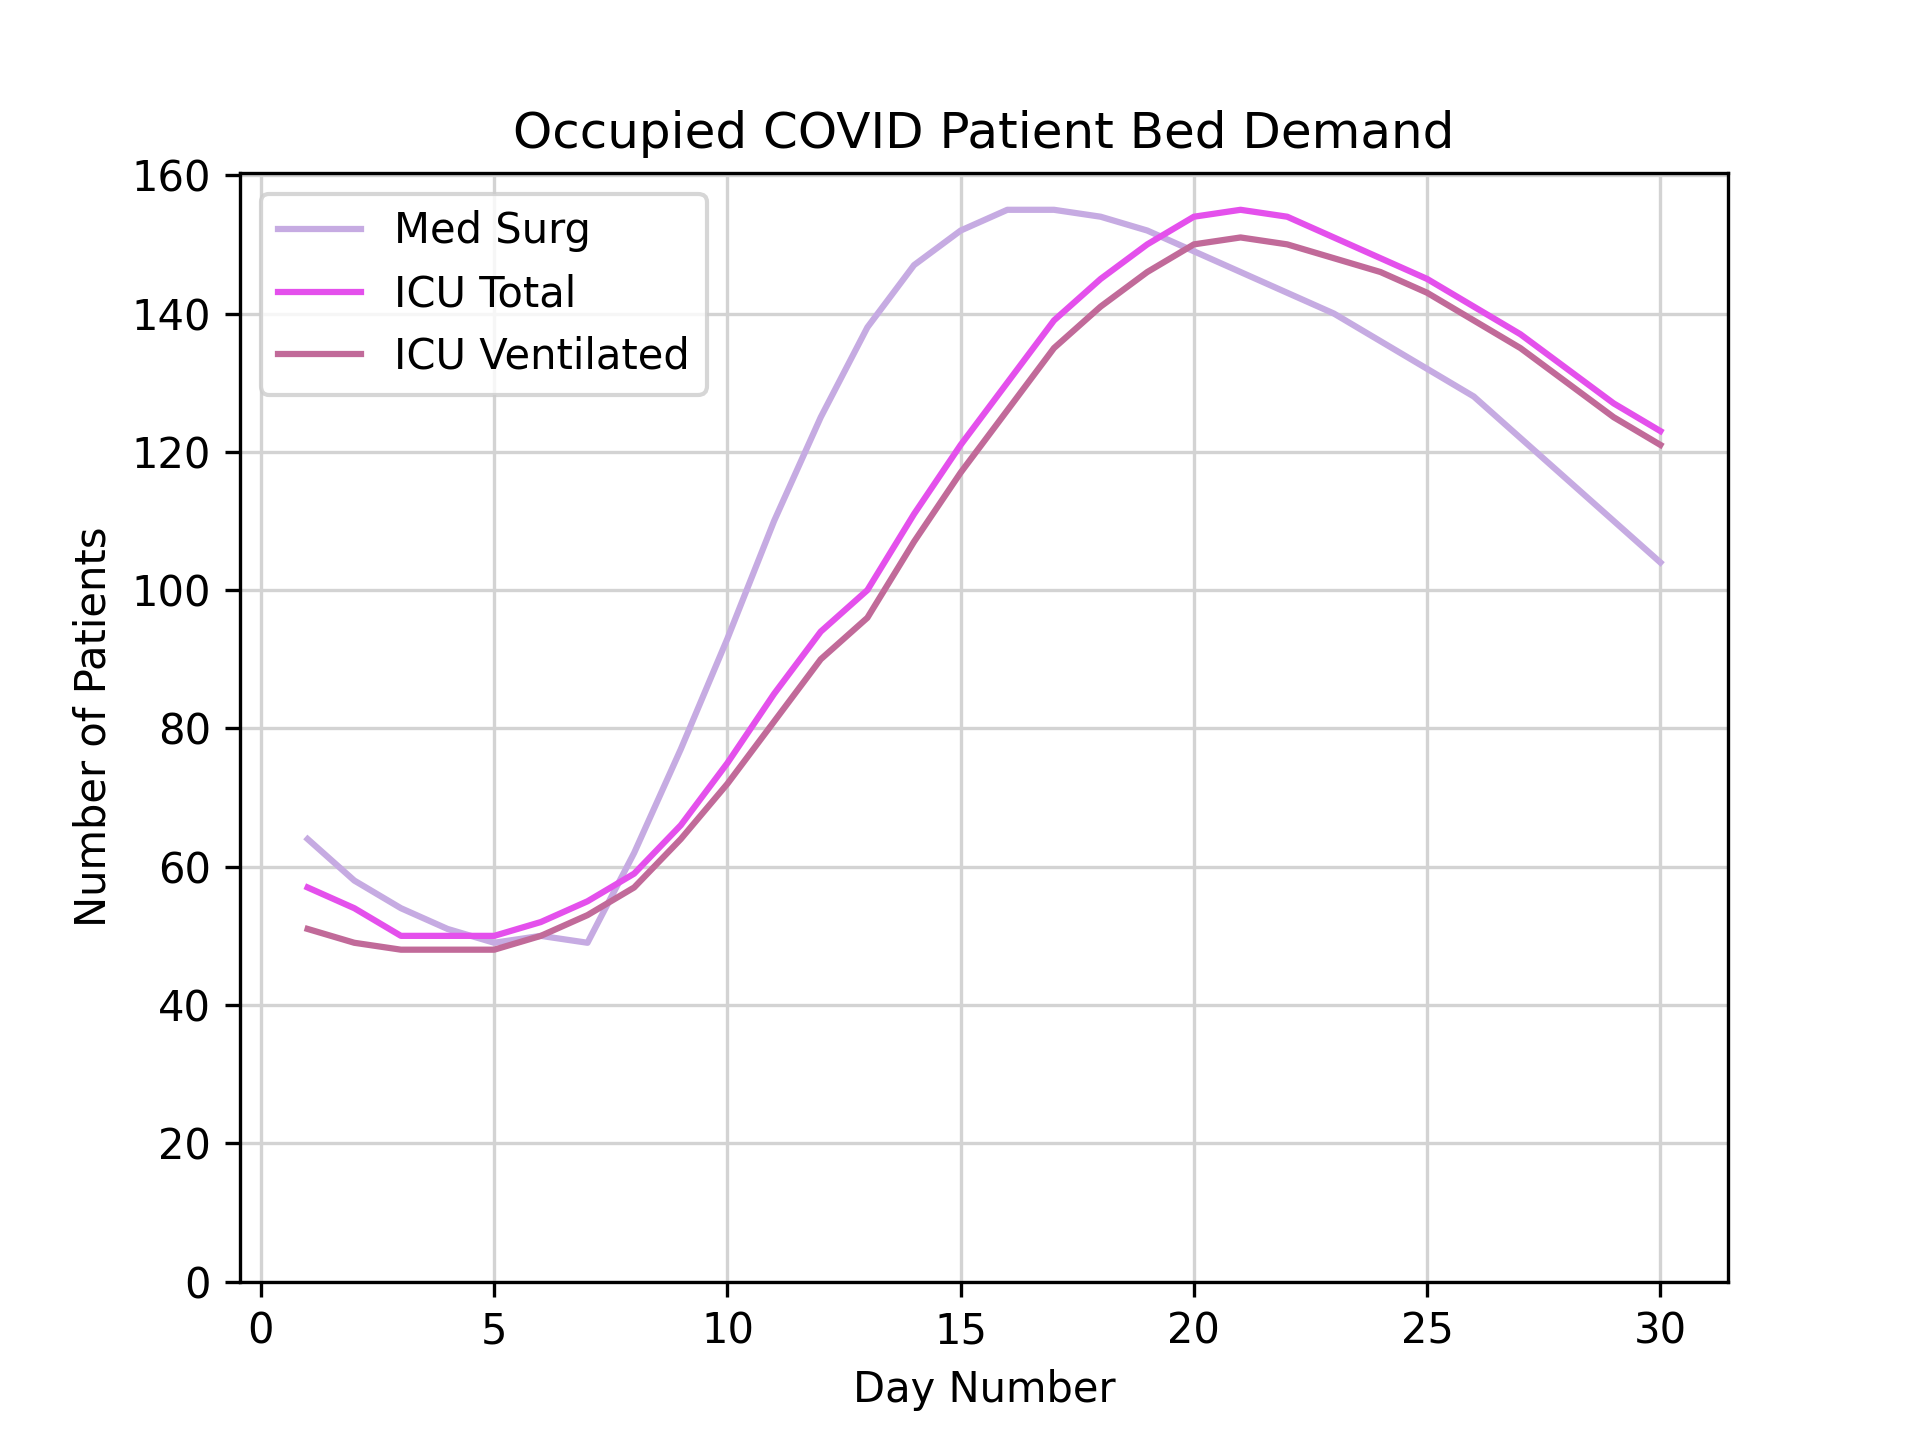 Occupied COVID Patient Bed Demand
Med Surg
ICU Total
ICU Ventilated
160
140
120
100
80
60
40
20
0
Number of Patients
0 5 10 15 20 25 30
Day Number